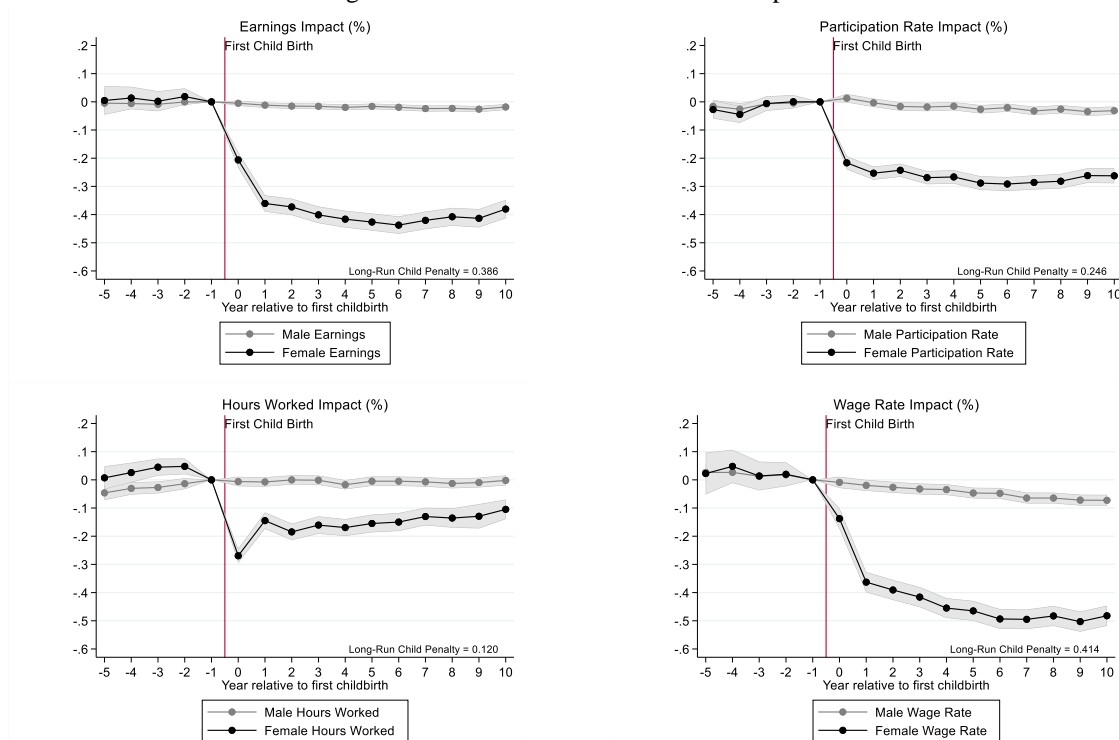 Earnings Impact (%)
First Child Birth
.2
.1
0
-.1
-.2
-.3
-.4
-.5
-.6
Long-Run Child Penalty = 0.386
-5 -4 -3 -2 -1 0 1 2 3 4 5 6 7 8 9 10
Year relative to first childbirth
Male Earnings
Female Earnings
Participation Rate Impact (%)
First Child Birth
.2
.1
0
-.1
-.2
-.3
-.4
-.5
-.6
Long-Run Child Penalty = 0.246
-5 -4 -3 -2 -1 0 1 2 3 4 5 6 7 8 9 10
Year relative to first childbirth
Male Participation Rate
Female Participation Rate
Hours Worked Impact (%)
First Child Birth
.2
.1
0
-.1
-.2
-.3
-.4
-.5
-.6
Long-Run Child Penalty = 0.120
-5 -4 -3 -2 -1 0 1 2 3 4 5 6 7 8 9 10
Year relative to first childbirth
Male Hours Worked
Female Hours Worked
Wage Rate Impact (%)
First Child Birth
.2
.1
0
-.1
-.2
-.3
-.4
-.5
-.6
Long-Run Child Penalty = 0.414
-5 -4 -3 -2 -1 0 1 2 3 4 5 6 7 8 9 10
Year relative to first childbirth
Male Wage Rate
Female Wage Rate